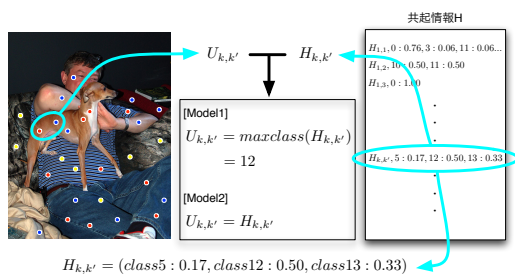 共起情報H
U_{k,k'}
H_{k,k'}
H_{1,1}, 0 : 0.76, 3 : 0.06, 11 : 0.06...
H_{1,2}, 10 : 0.50, 11 : 0.50
H_{1,3}, 0 : 1.00
[Model1]
U_{k,k'} = maxclass(H_{k,k'})
= 12
H_{k,k'}, 5 : 0.17, 12 : 0.50, 13 : 0.33
[Model2]
U_{k,k'} = H_{k,k'}
H_{k,k'} = (class5 : 0.17, class12 : 0.50, class13 : 0.33)